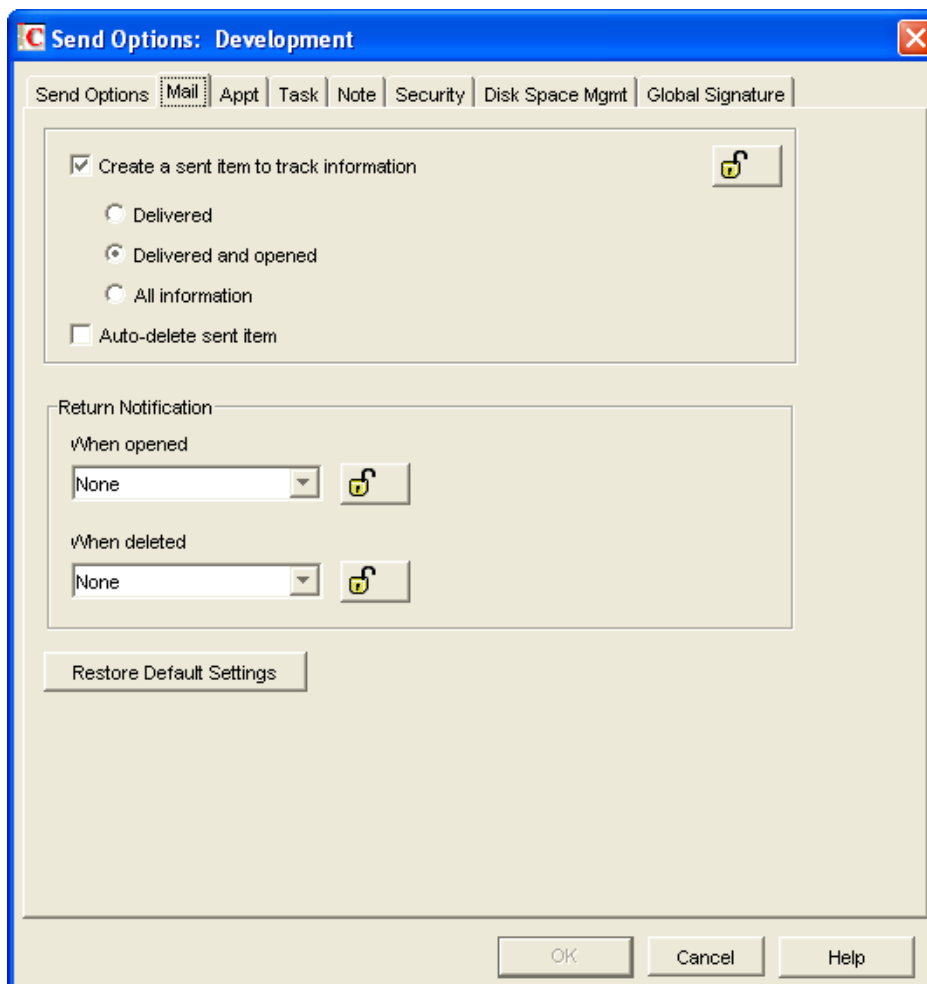 C Send Options: Development
Send Options Mail Appt Task Note Security Disk Space Mgmt Global Signature
Create a sent item to track information
Delivered
Delivered and opened
All information
Auto-delete sent item
Return Notification
When opened
None
When deleted
None
Restore Default Settings
OK Cancel Help